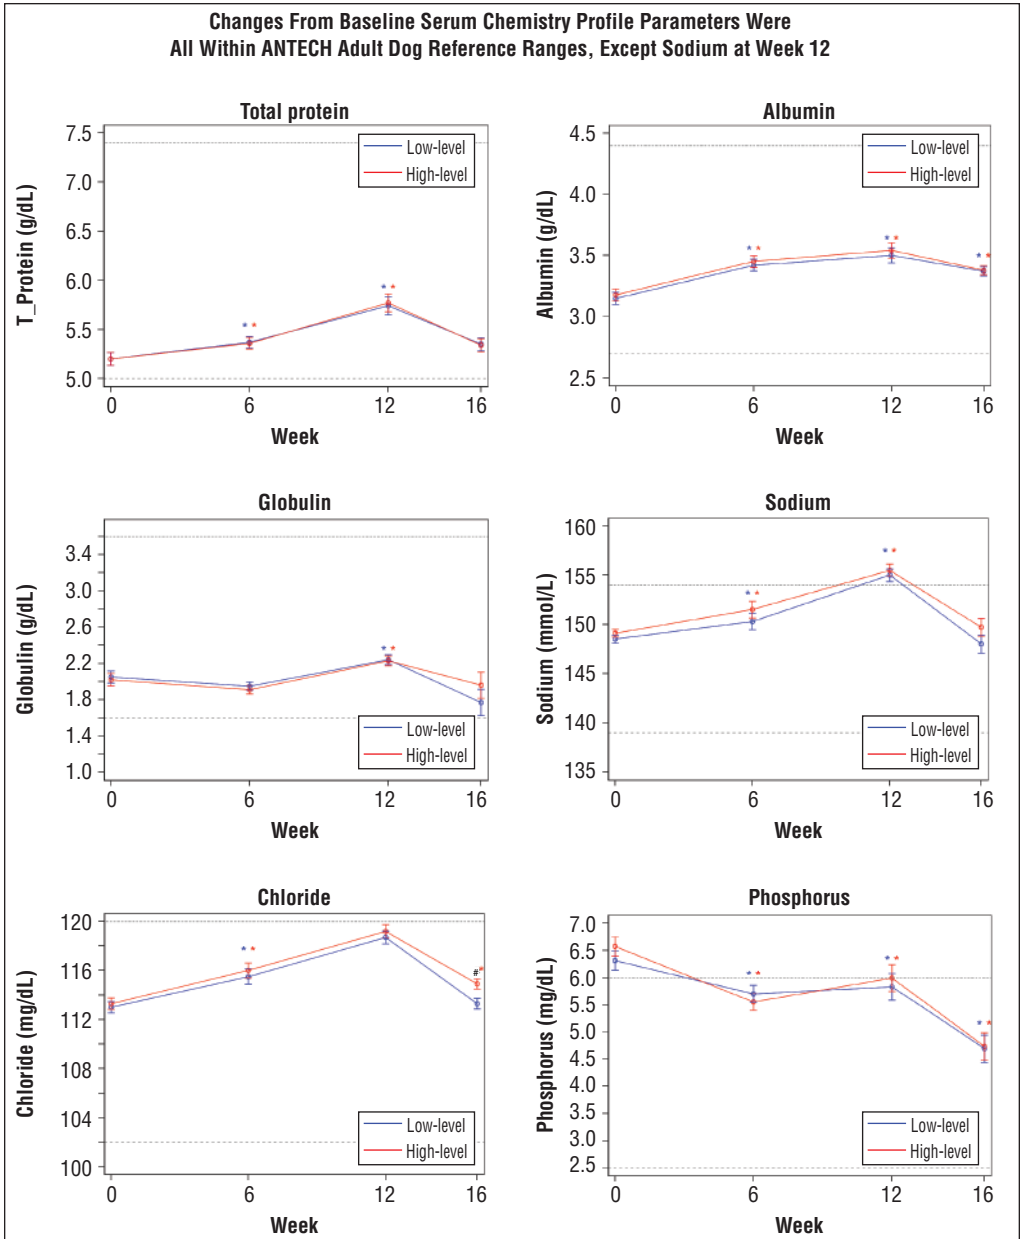 Changes From Baseline Serum Chemistry Profile Parameters Were
All Within ANTECH Adult Dog Reference Ranges, Except Sodium at Week 12
Total protein
7.5
7.0
6.5
6.0
5.5
5.0
T_Protein (g/dL)
Low-level
High-level
* *
* *
0 6 12 16
Week
Albumin
4.5
4.0
3.5
3.0
2.5
Albumin (g/dL)
Low-level
High-level
* *
* *
* *
0 6 12 16
Week
Globulin
3.4
3.0
2.6
2.2
1.8
1.4
1.0
Globulin (g/dL)
* *
Low-level
High-level
0 6 12 16
Week
Sodium
160
155
150
140
135
Sodium (mmol/L)
* *
* *
Low-level
High-level
0 6 12 16
Week
Chloride
120
116
112
108
104
100
Chloride (mg/dL)
* *
#*
Low-level
High-level
0 6 12 16
Week
Phosphorus
7.0
6.5
6.0
5.5
5.0
4.5
4.0
3.5
3.0
2.5
Phosphorus (mg/dL)
* *
* *
* *
Low-level
High-level
0 6 12 16
Week